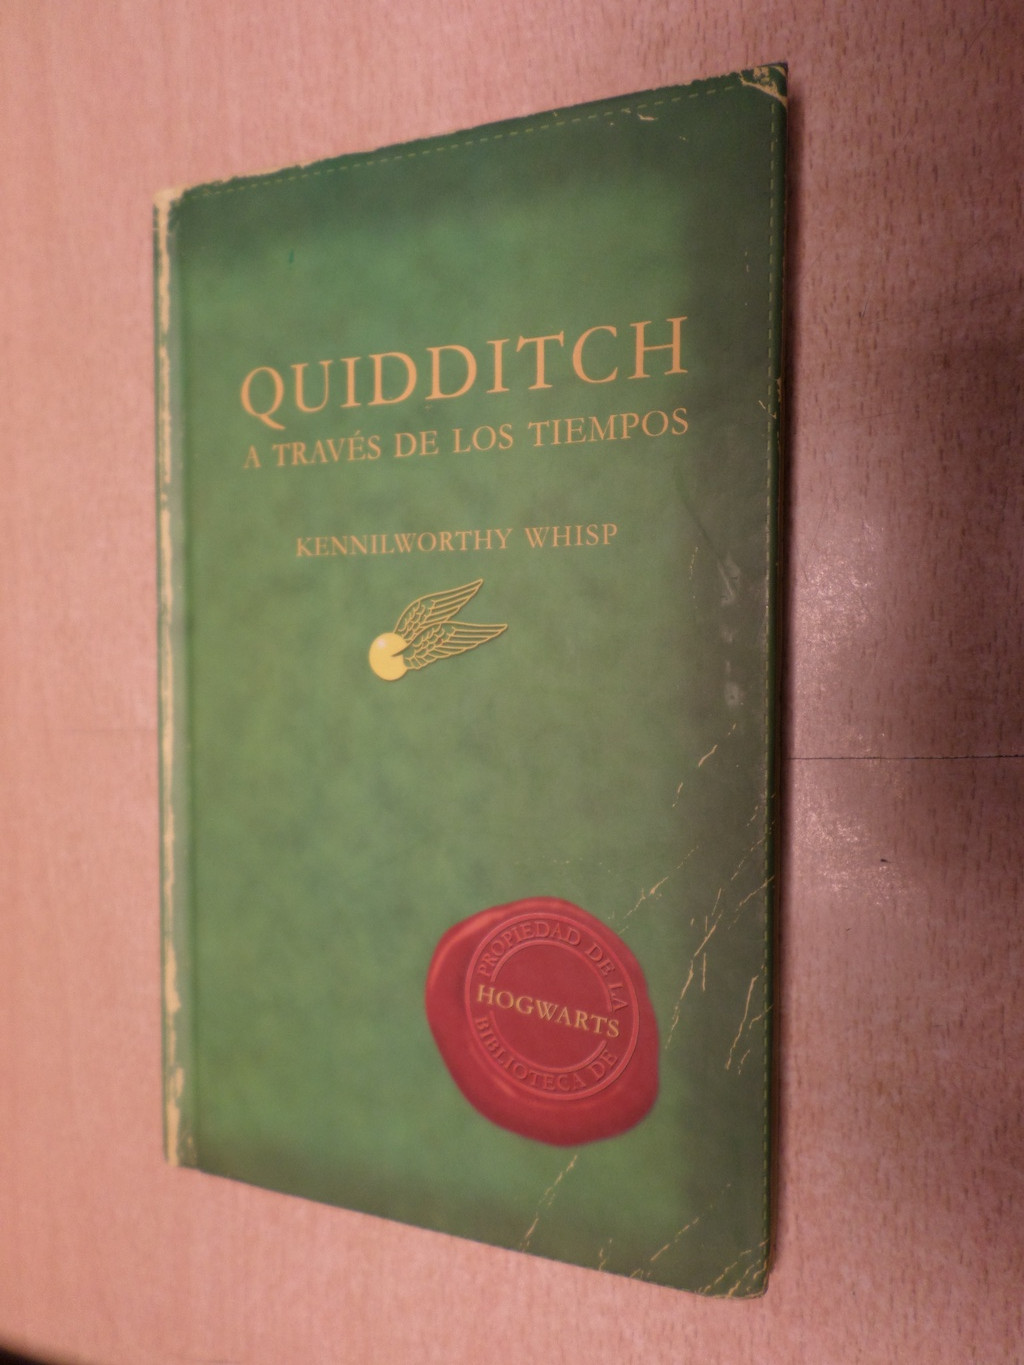 QUIDDITCH
A TRAVÉS DE LOS TIEMPOS
KENNILWORTHY WHISP
PROPIEDAD DE LA
HOGWARTS
BIBLIOTECA DE